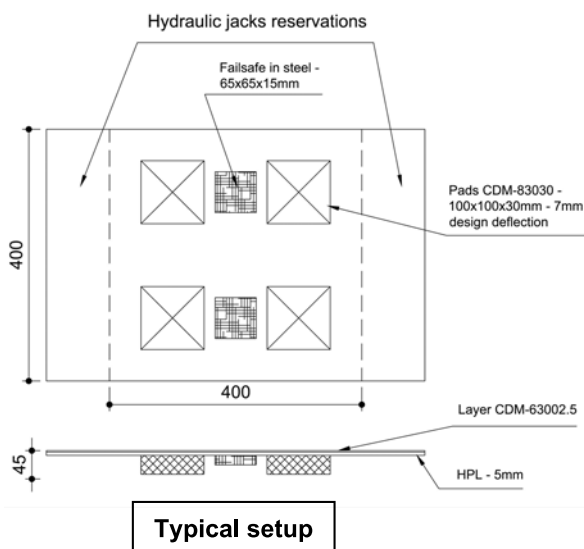 Hydraulic jacks reservations
Failsafe in steel -
65x65x15mm
Pads CDM-83030 -
100x100x30mm - 7mm
design deflection
400
400
Layer CDM-63002.5
45
HPL - 5mm
Typical setup